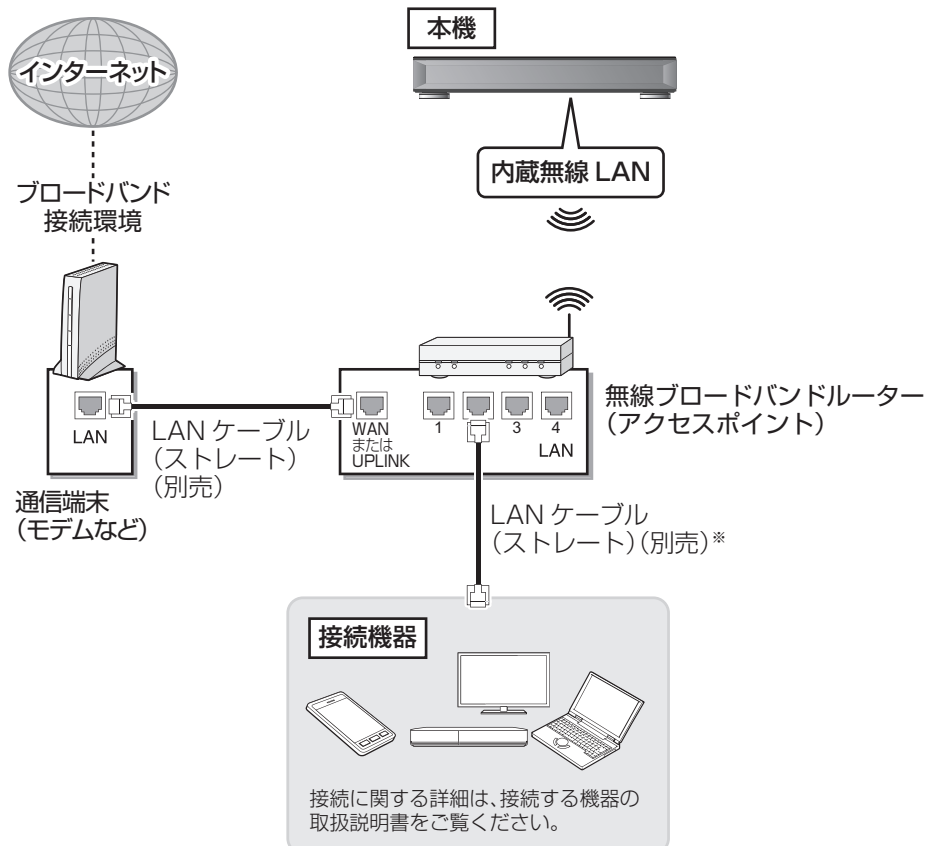 本機
インターネット
内蔵無線 LAN
ブロードバンド
接続環境
LAN
LAN ケーブル
（ストレート）
（別売）
WAN
または
UPLINK
1
3
4
LAN
無線ブロードバンドルーター
（アクセスポイント）
通信端末
（モデムなど）
LAN ケーブル
（ストレート）（別売）※
接続機器
接続に関する詳細は、接続する機器の
取扱説明書をご覧ください。